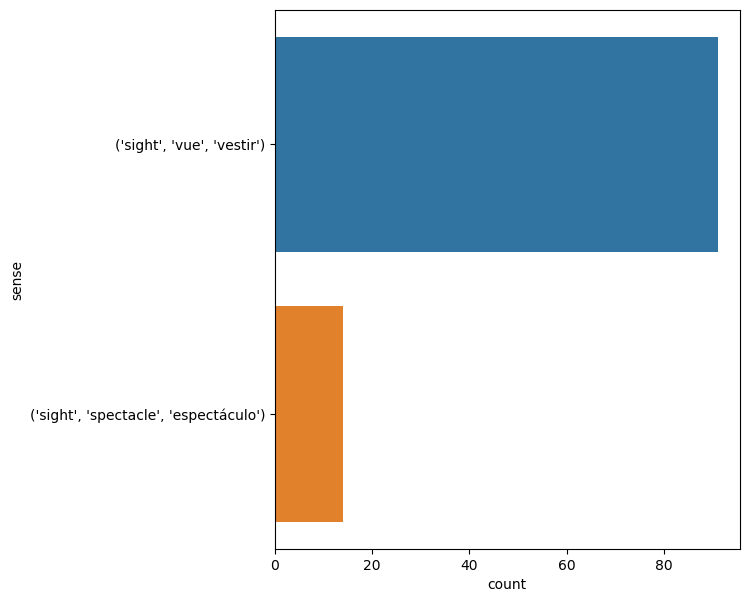 ('sight', 'vue', 'vestir')
('sight', 'spectacle', 'espectáculo')
sense
0 20 40 60 80
count